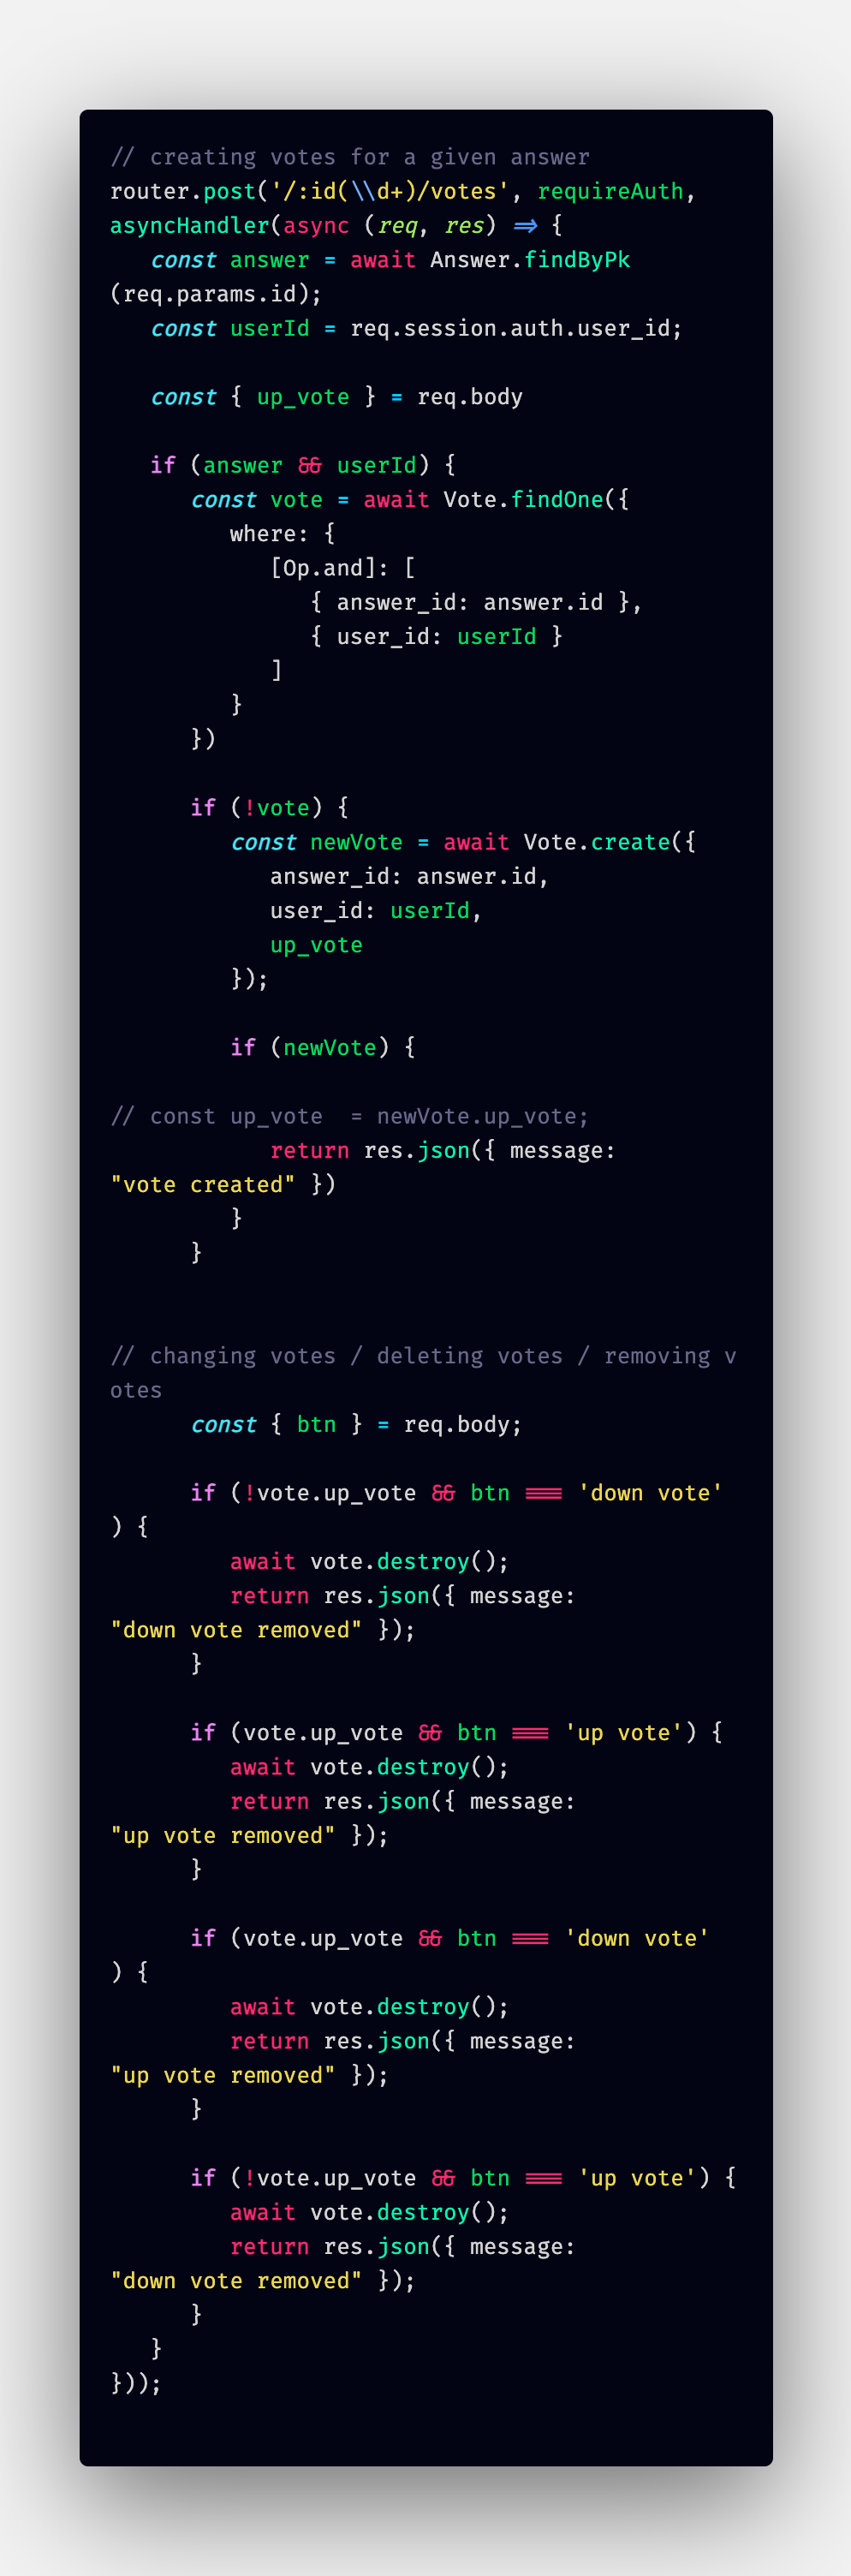 // creating votes for a given answer
router.post('/:id(\\d+)/votes', requireAuth,
asyncHandler(async (req, res) => {
   const answer = await Answer.findByPk
(req.params.id);
   const userId = req.session.auth.user_id;

   const { up_vote } = req.body

   if (answer && userId) {
      const vote = await Vote.findOne({
         where: {
            [Op.and]: [
               { answer_id: answer.id },
               { user_id: userId }
            ]
         }
      })

      if (!vote) {
         const newVote = await Vote.create({
            answer_id: answer.id,
            user_id: userId,
            up_vote
         });

         if (newVote) {

// const up_vote  = newVote.up_vote;
            return res.json({ message:
"vote created" })
         }
      }


// changing votes / deleting votes / removing v
otes
      const { btn } = req.body;

      if (!vote.up_vote && btn === 'down vote'
) {
         await vote.destroy();
         return res.json({ message:
"down vote removed" });
      }

      if (vote.up_vote && btn === 'up vote') {
         await vote.destroy();
         return res.json({ message:
"up vote removed" });
      }

      if (vote.up_vote && btn === 'down vote'
) {
         await vote.destroy();
         return res.json({ message:
"up vote removed" });
      }

      if (!vote.up_vote && btn === 'up vote') {
         await vote.destroy();
         return res.json({ message:
"down vote removed" });
      }
   }
}));